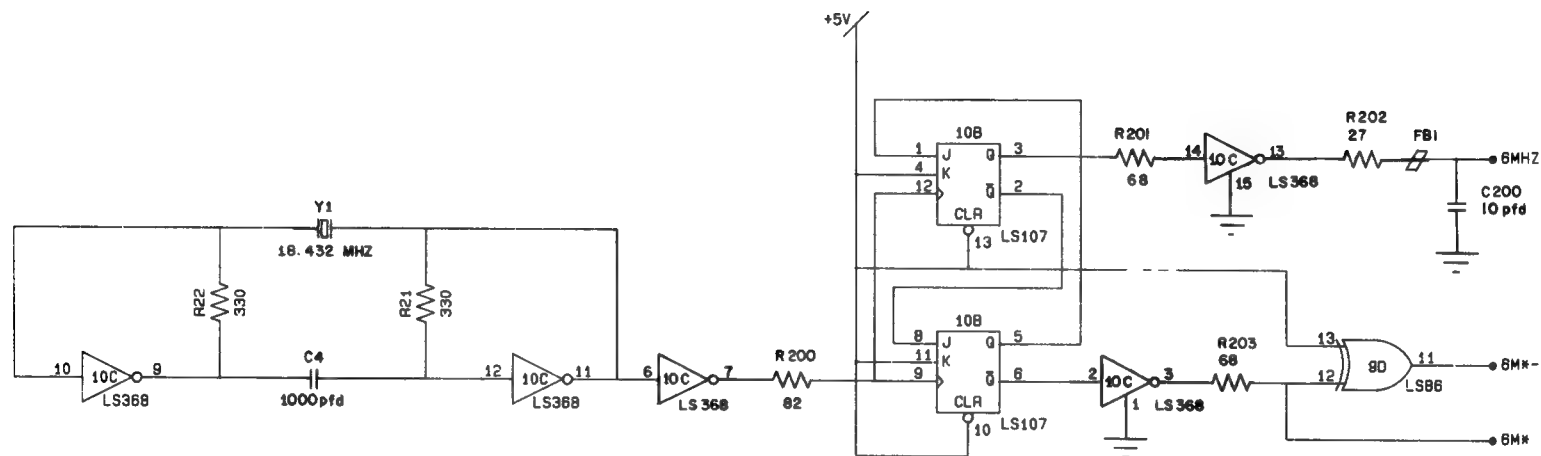 +5V
10B
1 J Q 3
4 K
12 Q̅ 2
CLR
13
LS107
R201
68
14 10C 13
15 LS368
R202
27
FB1
6MHZ
C200
10pfd
Y1
18.432 MHZ
R22
330
R21
330
10 10C 9
LS368
C4
1000pfd
12 10C 11
LS368
6 10C 7
LS368
R200
82
10B
8 J Q 5
11 K
9 Q̅ 6
CLR
10
LS107
2 10C 3
1 LS368
R203
68
13
12 9D 11
LS86
6M*-
6M*